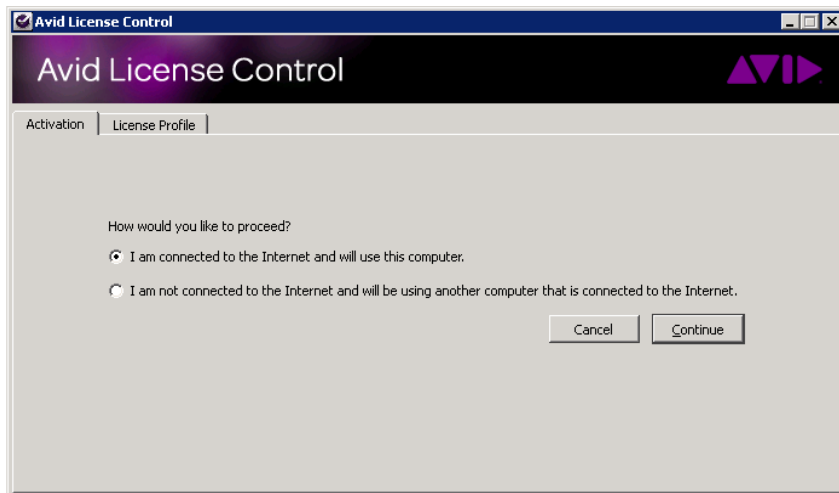 Avid License Control
Avid License Control
AVID
Activation
License Profile
How would you like to proceed?
I am connected to the Internet and will use this computer.
I am not connected to the Internet and will be using another computer that is connected to the Internet.
Cancel
Continue